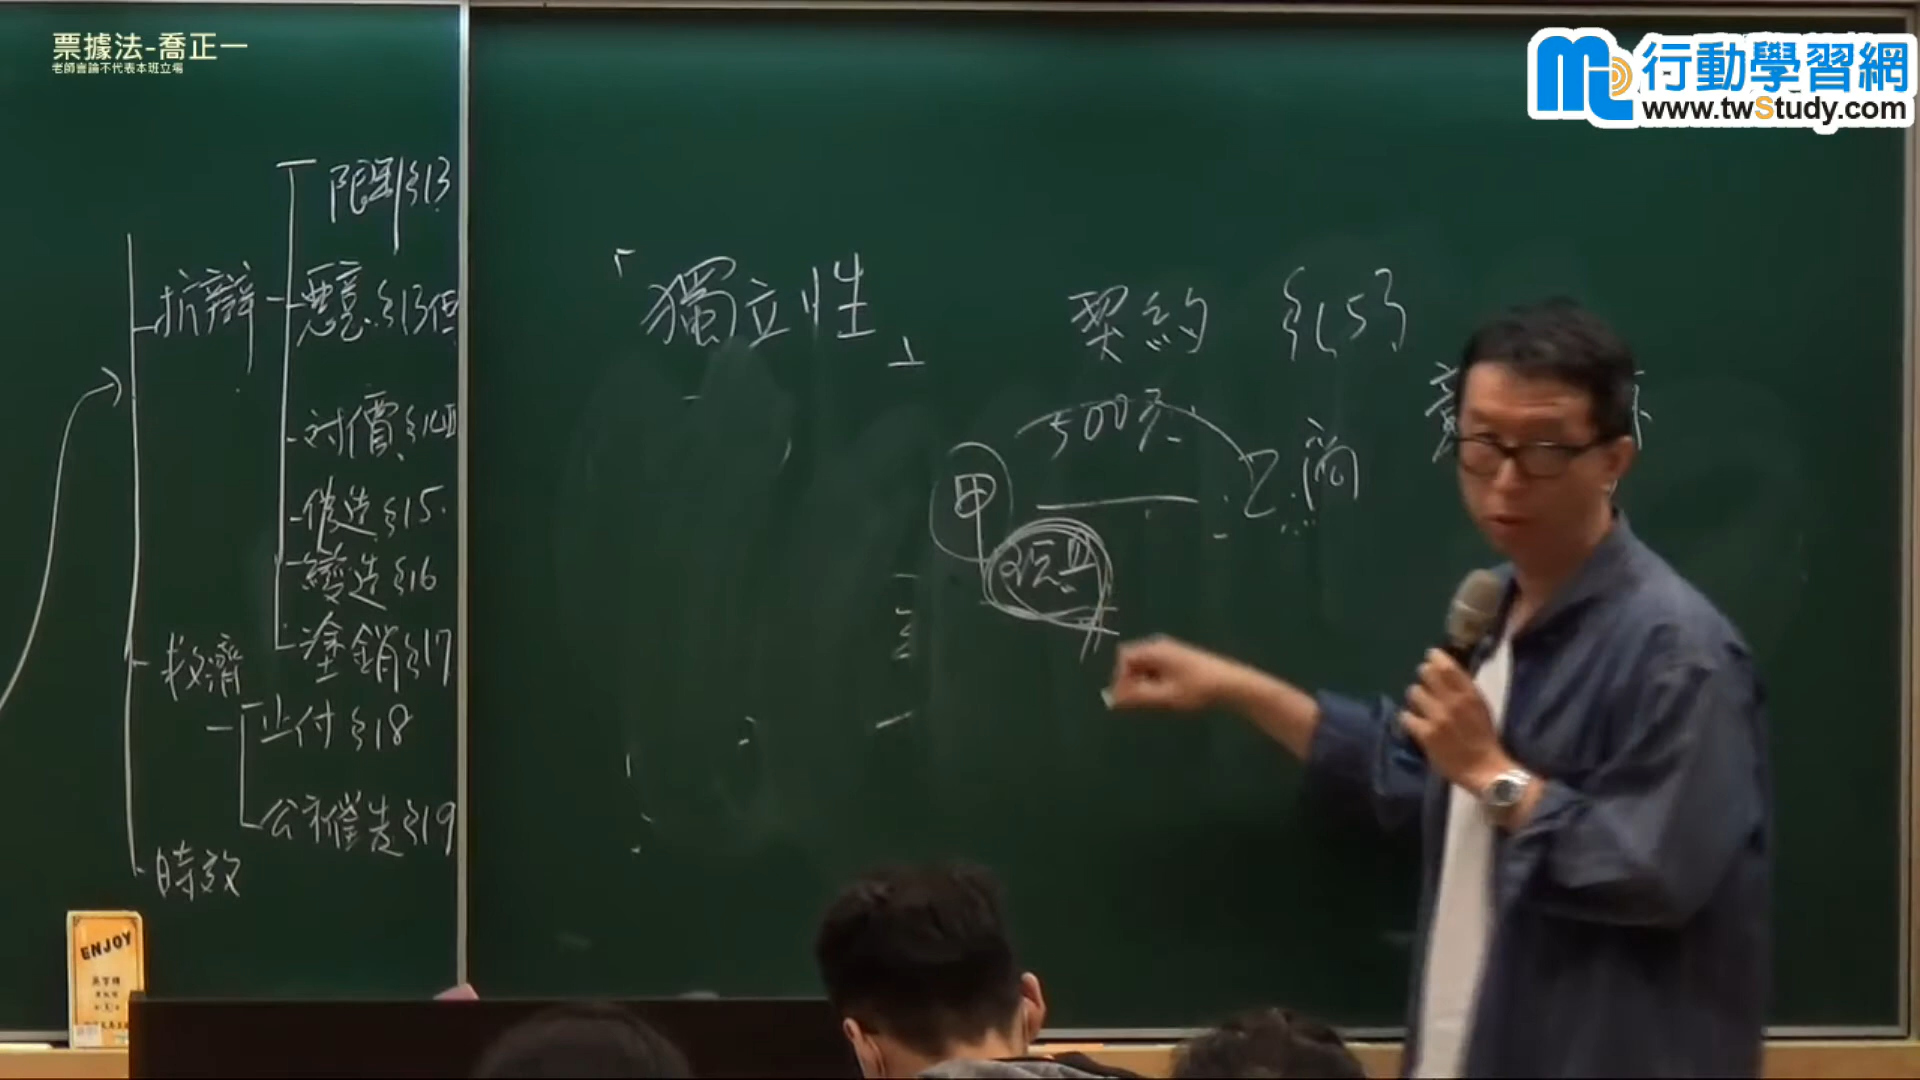 票據法-喬正一
老師言論不代表本班立場
行動學習網
www.twStudy.com
限制§13
抗辯
惡意§13但
對價§14Ⅱ
偽造§15
變造§16
塗銷§17
救濟
止付§18
公示催告§19
時效
「獨立性」
契約 §153
500万
甲
乙
ENJOY